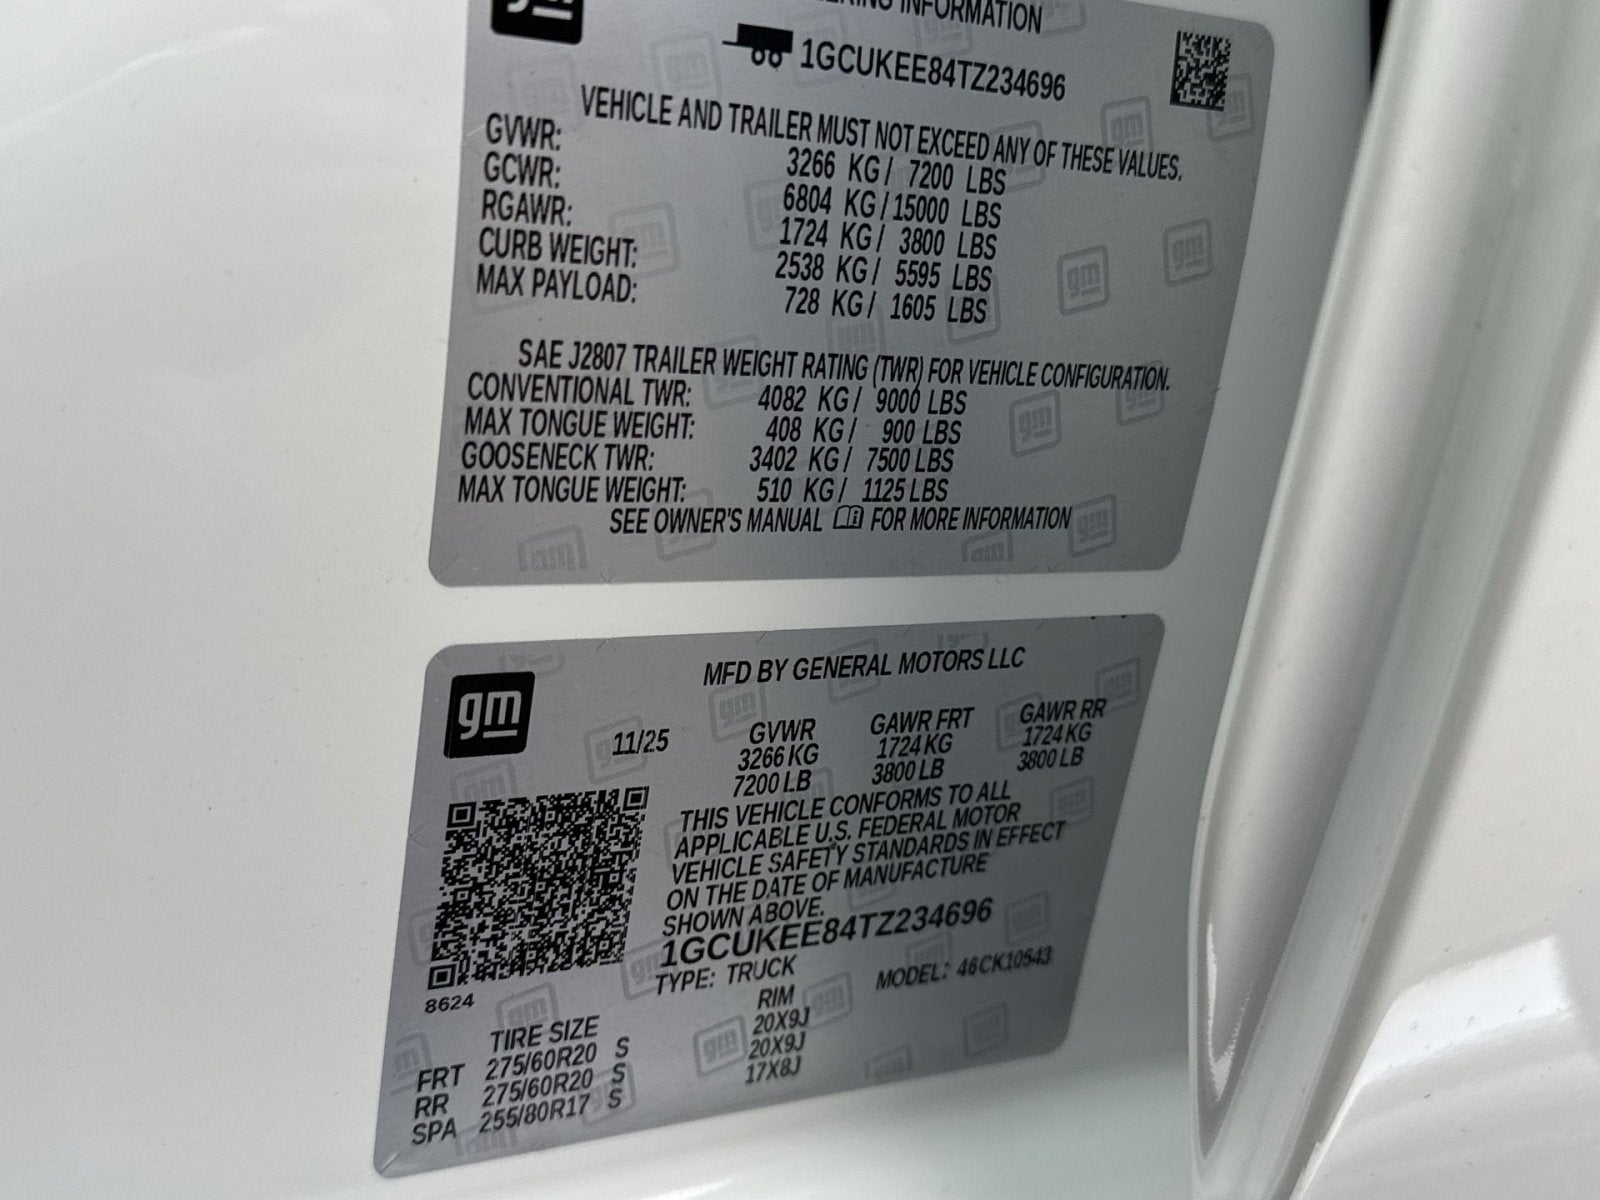 gm
INFORMATION
1GCUKEE84TZ234696
VEHICLE AND TRAILER MUST NOT EXCEED ANY OF THESE VALUES.
GVWR: 3266 KG/ 7200 LBS
GCWR: 6804 KG/15000 LBS
RGAWR: 1724 KG/ 3800 LBS
CURB WEIGHT: 2538 KG/ 5595 LBS
MAX PAYLOAD: 728 KG/ 1605 LBS
SAE J2807 TRAILER WEIGHT RATING (TWR) FOR VEHICLE CONFIGURATION.
CONVENTIONAL TWR: 4082 KG/ 9000 LBS
MAX TONGUE WEIGHT: 408 KG/ 900 LBS
GOOSENECK TWR: 3402 KG/ 7500 LBS
MAX TONGUE WEIGHT: 510 KG/ 1125 LBS
SEE OWNER'S MANUAL FOR MORE INFORMATION
MFD BY GENERAL MOTORS LLC
gm
11/25 GVWR GAWR FRT GAWR RR
3266 KG 1724 KG 1724 KG
7200 LB 3800 LB 3800 LB
THIS VEHICLE CONFORMS TO ALL
APPLICABLE U.S. FEDERAL MOTOR
VEHICLE SAFETY STANDARDS IN EFFECT
ON THE DATE OF MANUFACTURE
SHOWN ABOVE.
1GCUKEE84TZ234696
TYPE: TRUCK MODEL: 46CK10543
8624
TIRE SIZE RIM
FRT 275/60R20 S 20X9J
RR 275/60R20 S 20X9J
SPA 255/80R17 S 17X8J